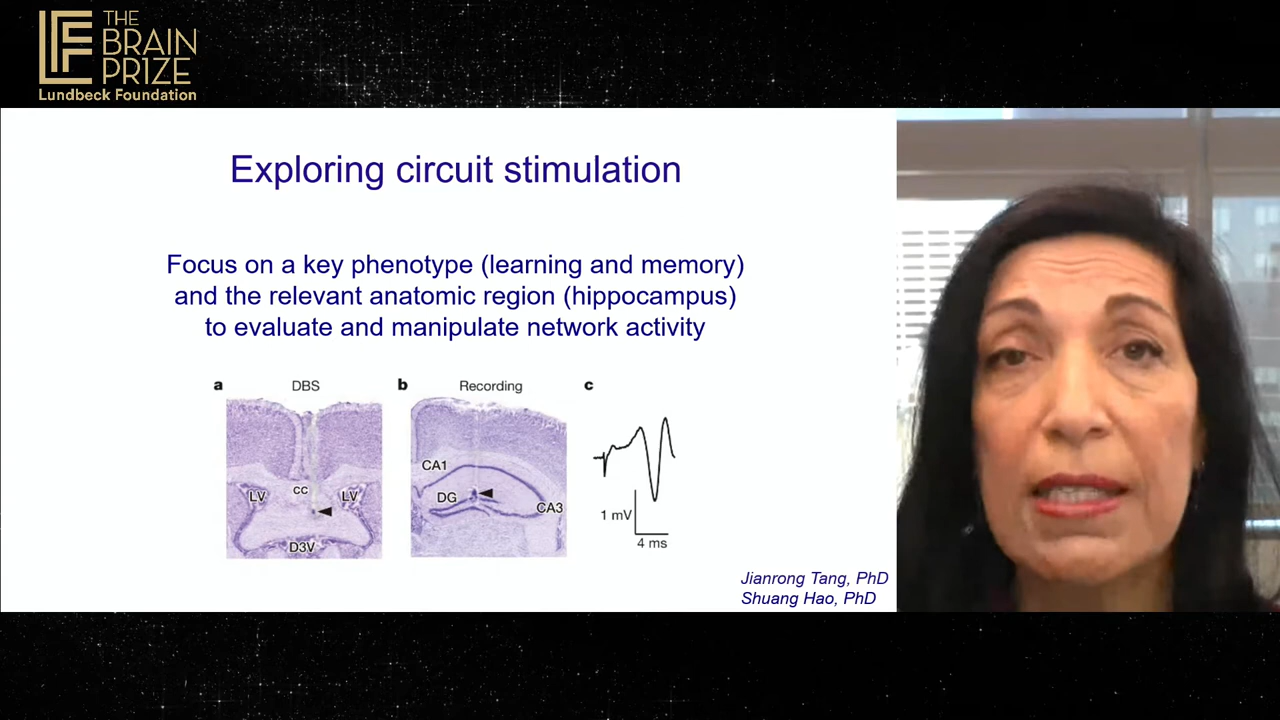 THE
BRAIN
PRIZE
Lundbeck Foundation
Exploring circuit stimulation
Focus on a key phenotype (learning and memory)
and the relevant anatomic region (hippocampus)
to evaluate and manipulate network activity
a DBS
LV cc LV
D3V
b Recording
CA1
DG
CA3
c
1 mV
4 ms
Jianrong Tang, PhD
Shuang Hao, PhD